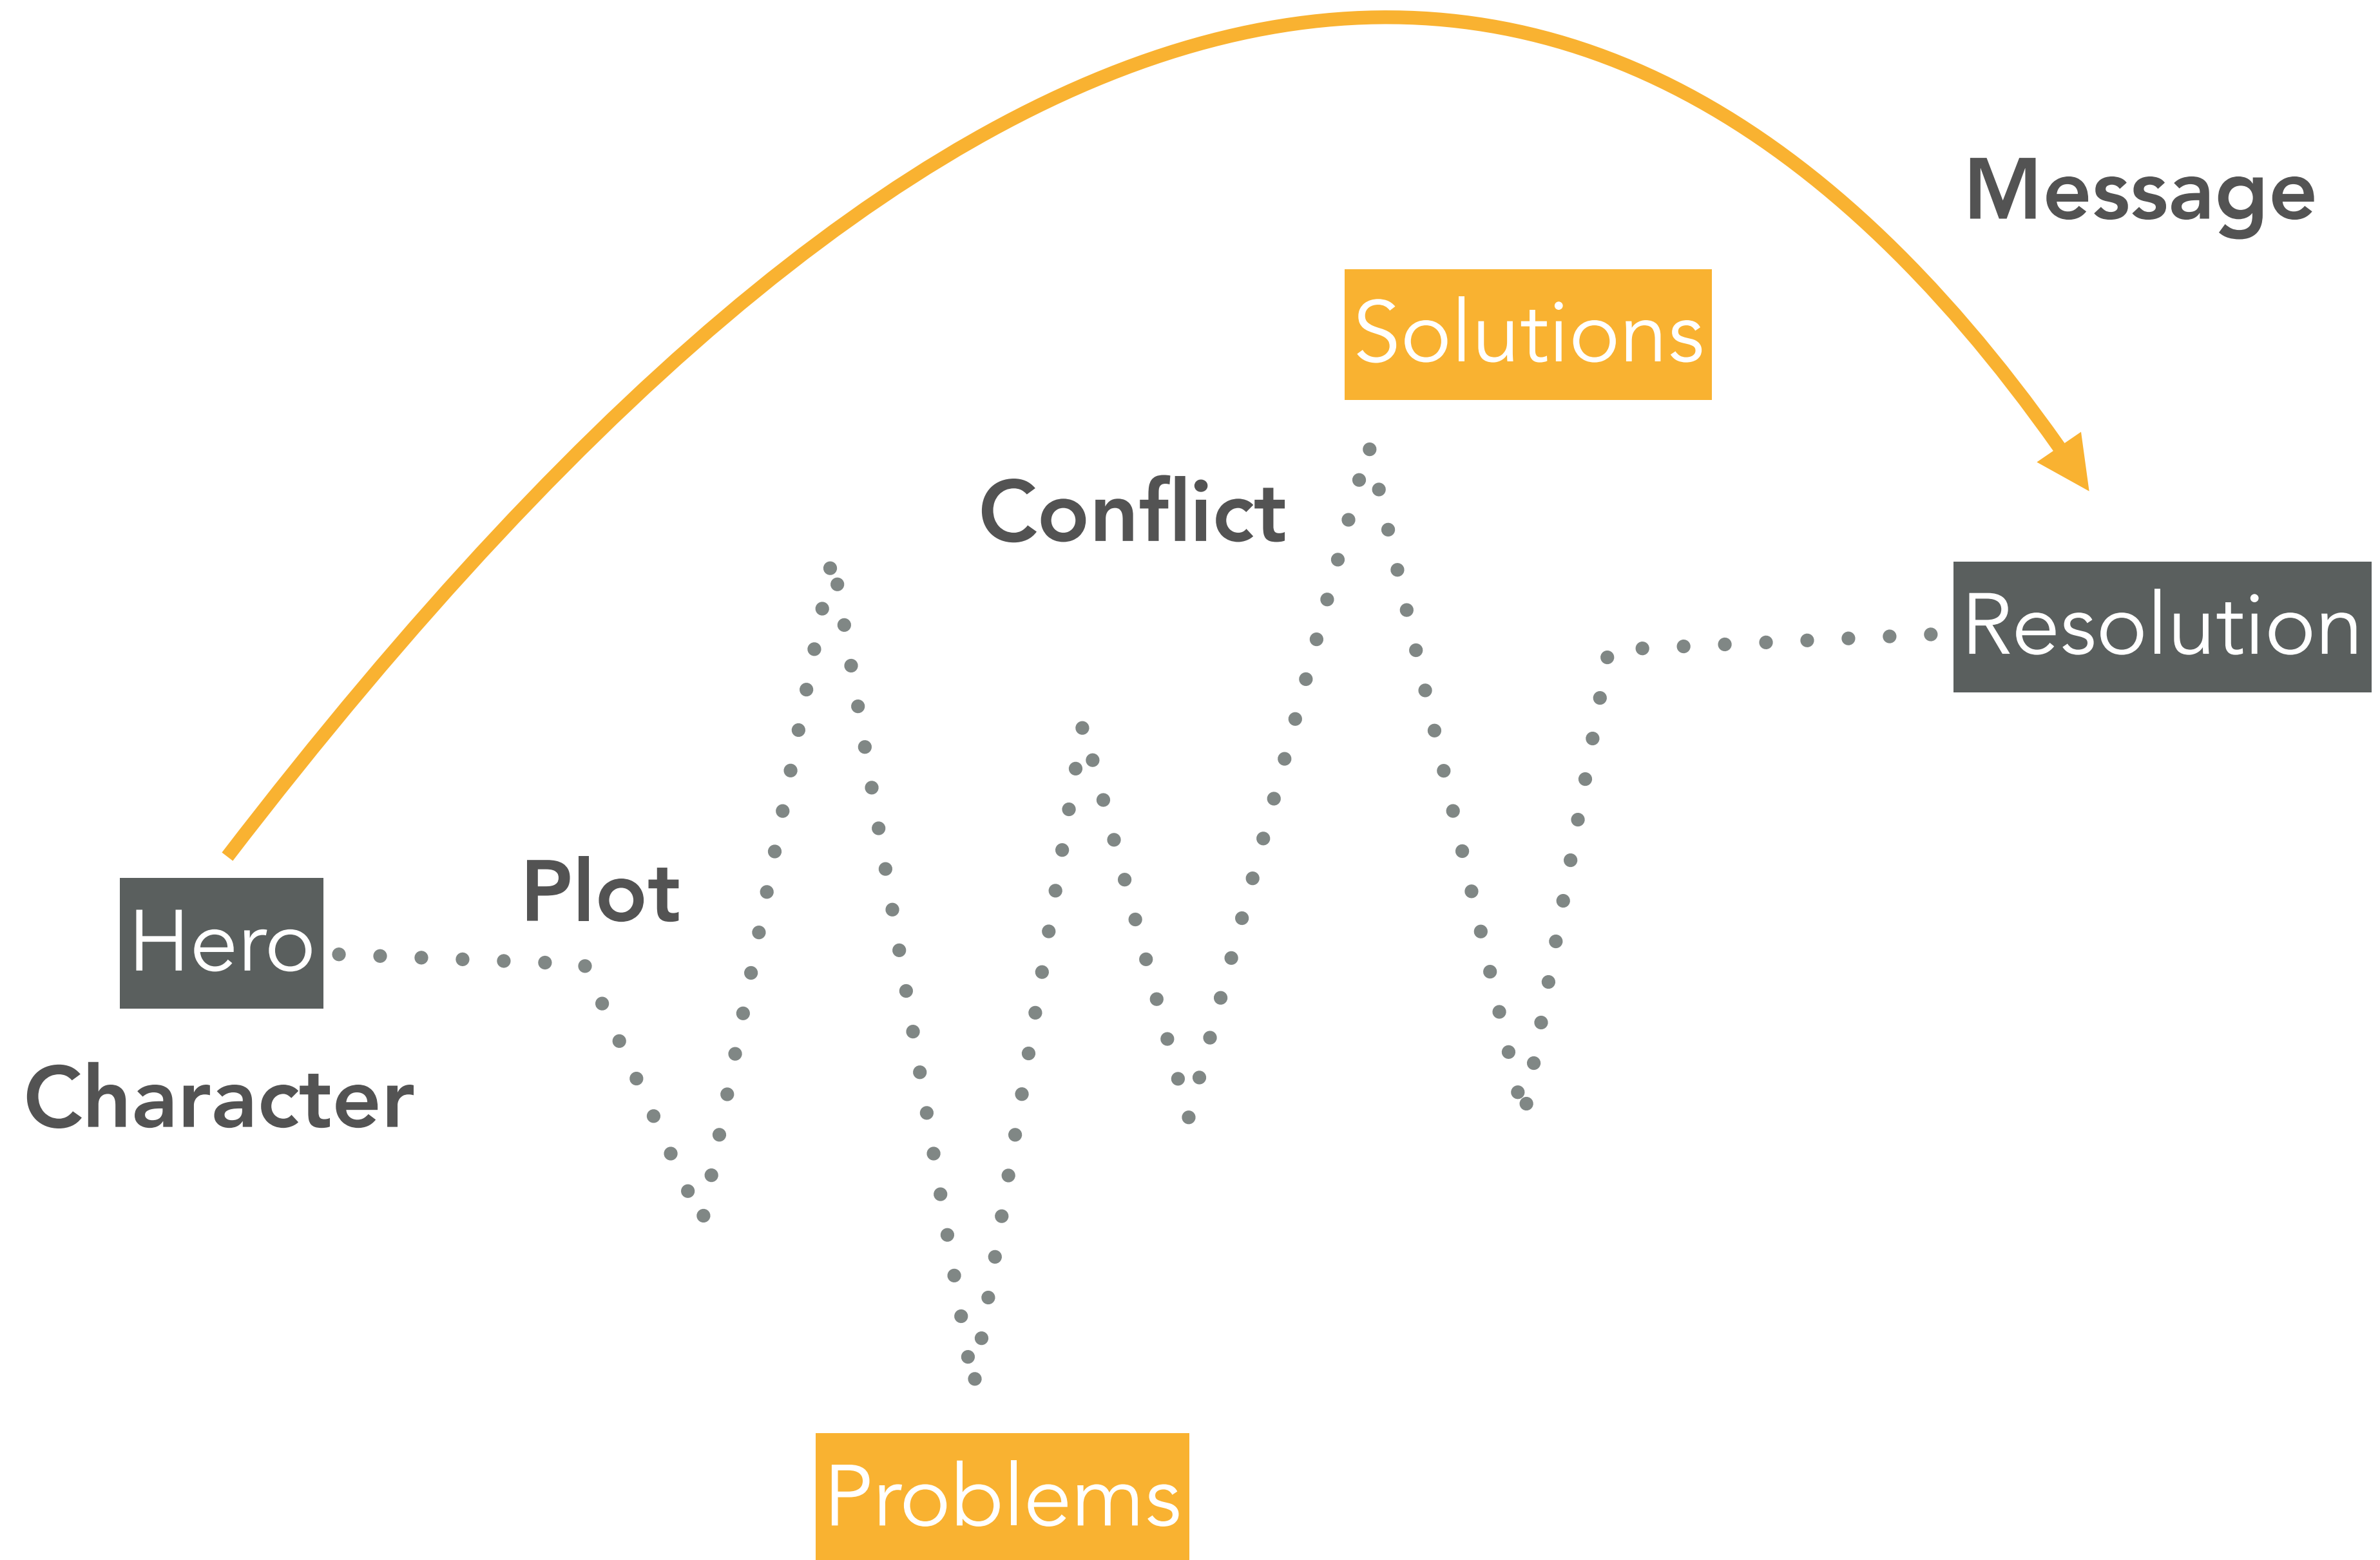 Message
Solutions
Conflict
Resolution
Plot
Hero
Character
Problems